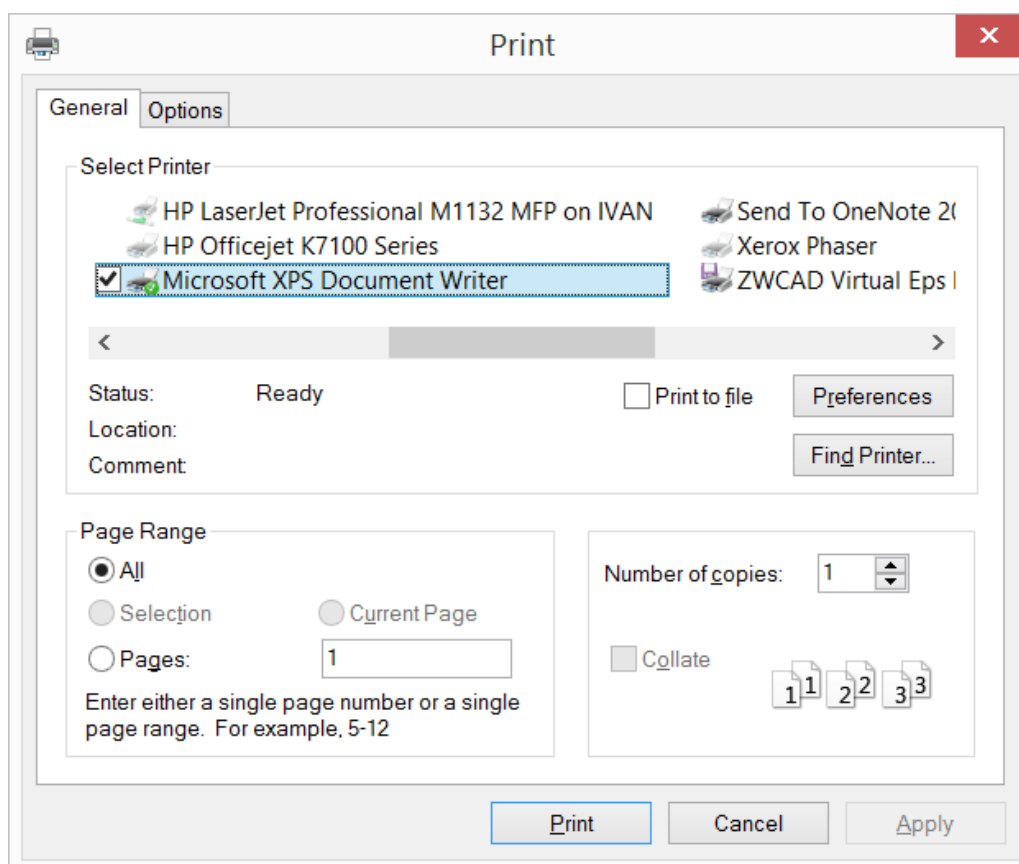 Print
General Options
Select Printer
HP LaserJet Professional M1132 MFP on IVAN Send To OneNote 20
HP Officejet K7100 Series Xerox Phaser
Microsoft XPS Document Writer ZWCAD Virtual Eps
Status: Ready Print to file Preferences
Location:
Comment: Find Printer...
Page Range
All Number of copies: 1
Selection Current Page
Pages: 1 Collate 1 1 2 2 3 3
Enter either a single page number or a single
page range. For example, 5-12
Print Cancel Apply